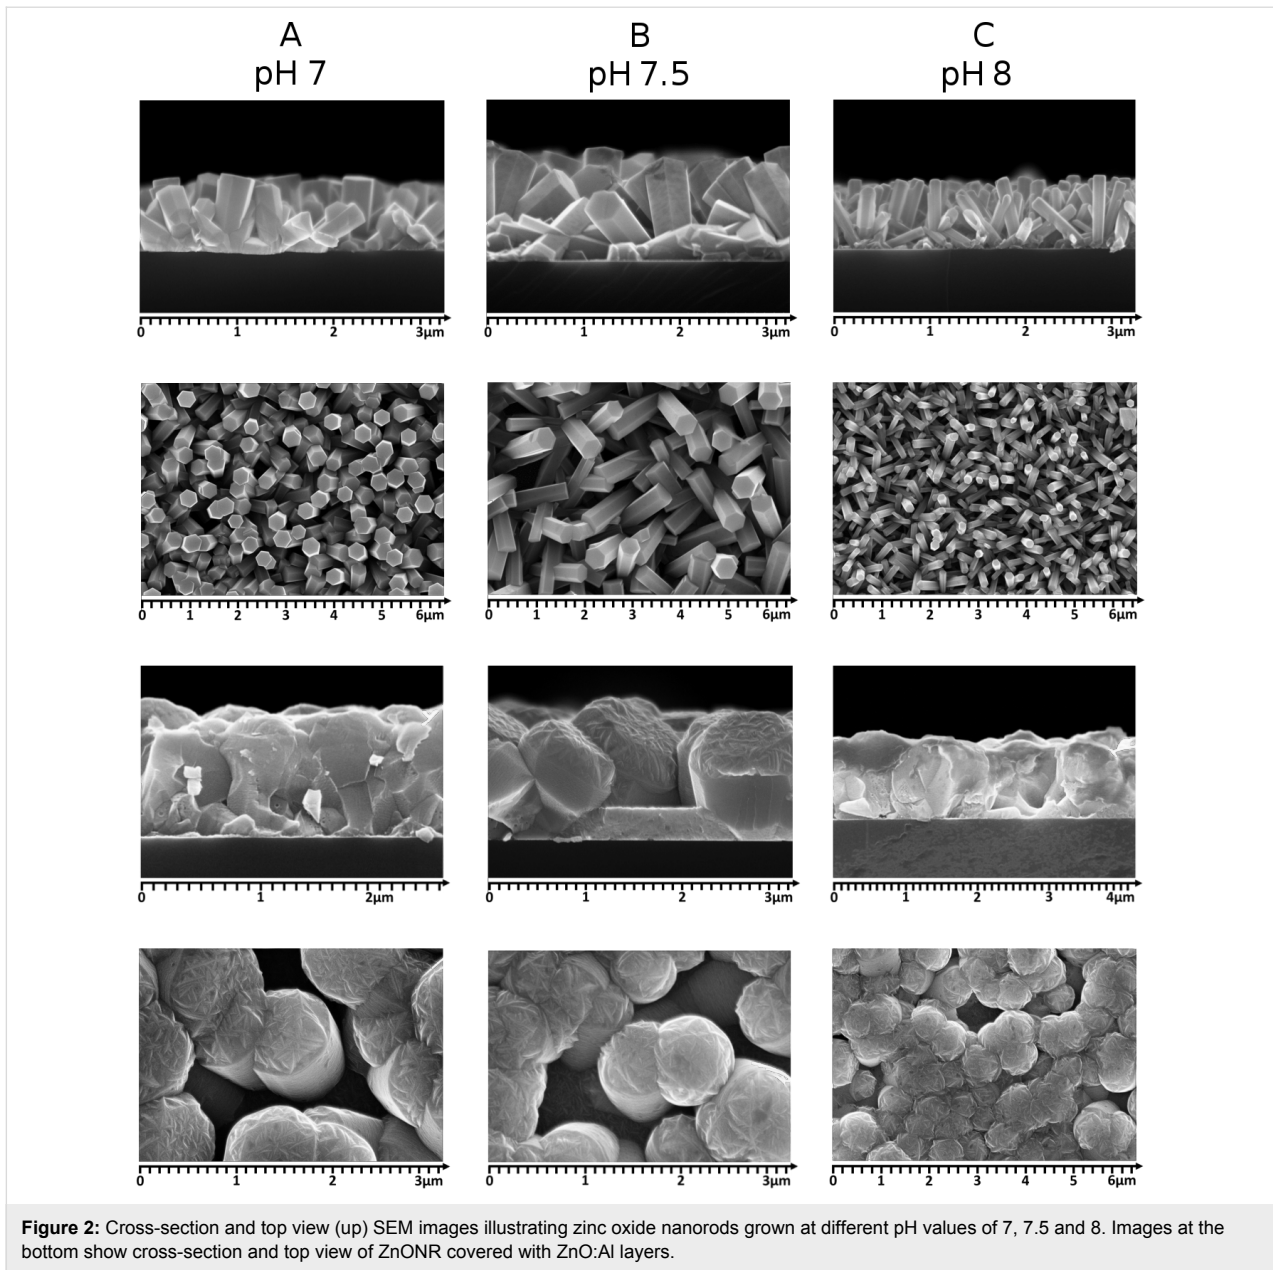 A
B
C
pH 7
pH 7.5
pH 8
0 1 2 3μm
0 1 2 3μm
0 1 2 3μm
0 1 2 3 4 5 6μm
0 1 2 3 4 5 6μm
0 1 2 3 4 5 6μm
0 1 2μm
0 1 2 3μm
0 1 2 3 4μm
0 1 2 3μm
0 1 2 3μm
0 1 2 3 4 5 6μm
Figure 2: Cross-section and top view (up) SEM images illustrating zinc oxide nanorods grown at different pH values of 7, 7.5 and 8. Images at the
bottom show cross-section and top view of ZnONR covered with ZnO:Al layers.